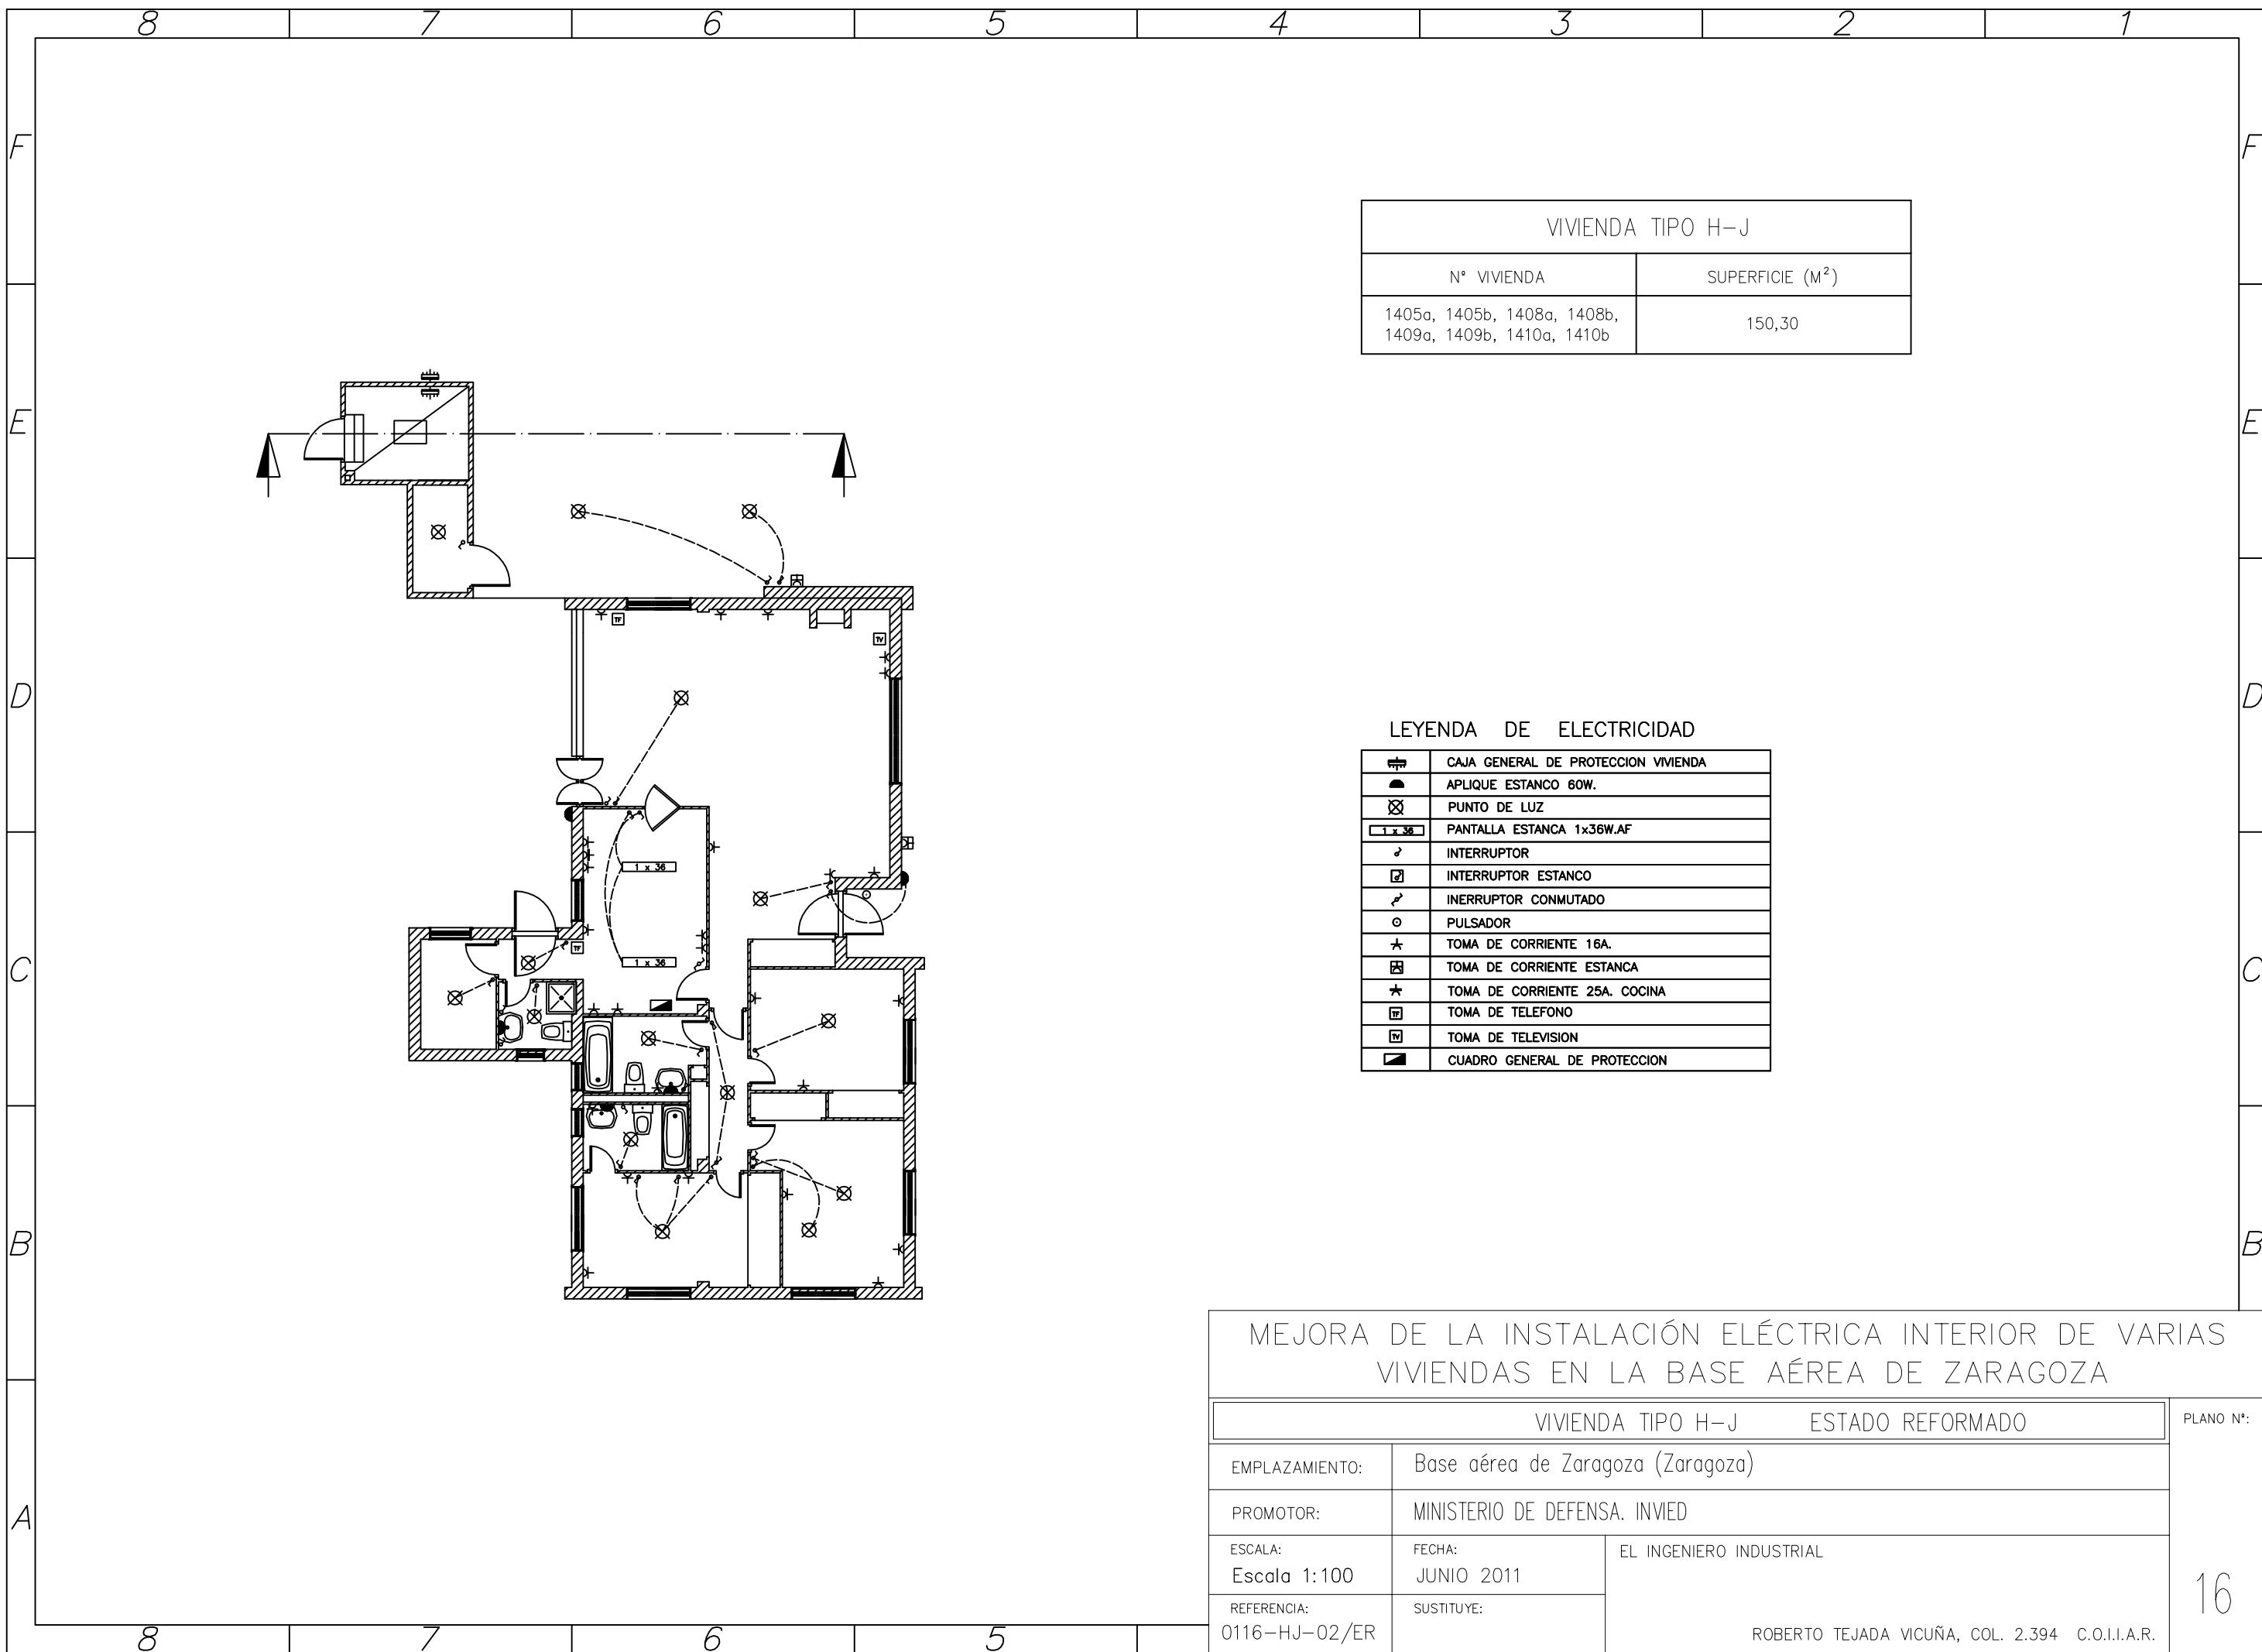 8 7 6 5 4 3 2 1
F F
VIVIENDA TIPO H-J
Nº VIVIENDA SUPERFICIE (M²)
1405a, 1405b, 1408a, 1408b,
1409a, 1409b, 1410a, 1410b
150,30
E E
TF
TV
D D
LEYENDA DE ELECTRICIDAD
CAJA GENERAL DE PROTECCION VIVIENDA
APLIQUE ESTANCO 60W.
PUNTO DE LUZ
1 x 36 PANTALLA ESTANCA 1x36W.AF
INTERRUPTOR
INTERRUPTOR ESTANCO
INERRUPTOR CONMUTADO
PULSADOR
TOMA DE CORRIENTE 16A.
TOMA DE CORRIENTE ESTANCA
TOMA DE CORRIENTE 25A. COCINA
TF TOMA DE TELEFONO
TV TOMA DE TELEVISION
CUADRO GENERAL DE PROTECCION
1 x 36
TF
1 x 36
C C
B B
MEJORA DE LA INSTALACIÓN ELÉCTRICA INTERIOR DE VARIAS
VIVIENDAS EN LA BASE AÉREA DE ZARAGOZA
VIVIENDA TIPO H-J ESTADO REFORMADO
PLANO Nº:
EMPLAZAMIENTO: Base aérea de Zaragoza (Zaragoza)
PROMOTOR: MINISTERIO DE DEFENSA. INVIED
A
ESCALA:
Escala 1:100
FECHA:
JUNIO 2011
EL INGENIERO INDUSTRIAL
16
REFERENCIA:
0116-HJ-02/ER
SUSTITUYE:
ROBERTO TEJADA VICUÑA, COL. 2.394 C.O.I.I.A.R.
8 7 6 5